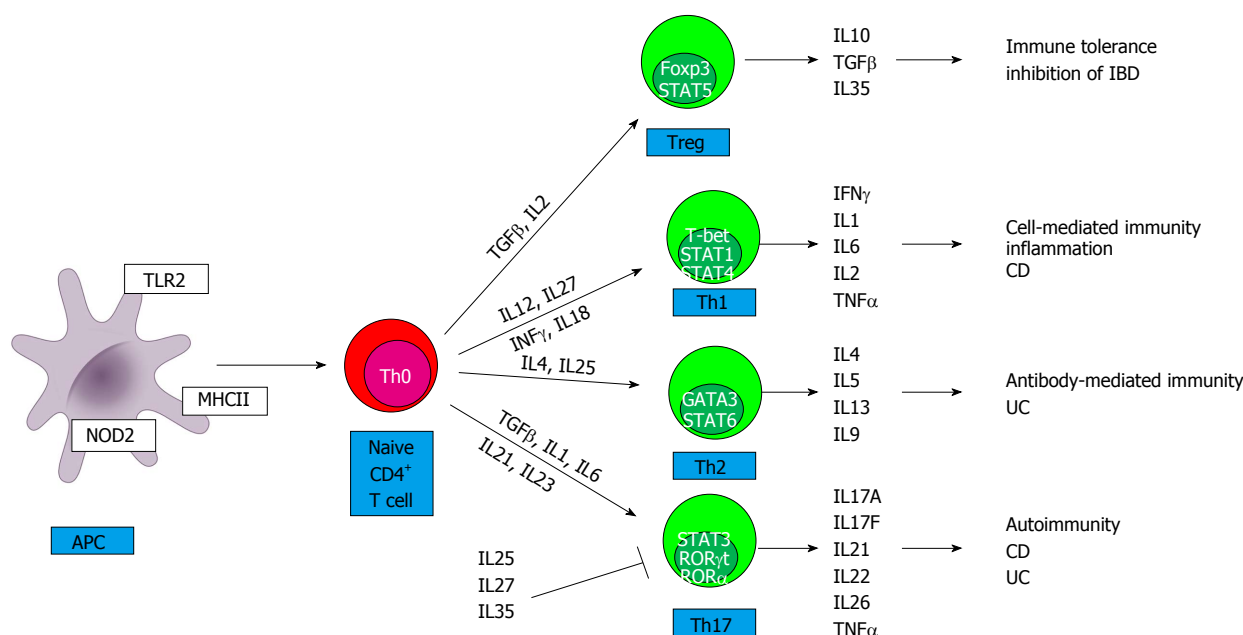 TLR2
MHCII
NOD2
APC
Th0
Naive
CD4⁺
T cell
TGFβ, IL2
IL12, IL27
INFγ, IL18
IL4, IL25
TGFβ, IL1, IL6
IL21, IL23
IL25
IL27
IL35
Foxp3
STAT5
Treg
IL10
TGFβ
IL35
Immune tolerance
inhibition of IBD
T-bet
STAT1
STAT4
Th1
IFNγ
IL1
IL6
IL2
TNFα
Cell-mediated immunity
inflammation
CD
GATA3
STAT6
Th2
IL4
IL5
IL13
IL9
Antibody-mediated immunity
UC
STAT3
RORγt
RORα
Th17
IL17A
IL17F
IL21
IL22
IL26
TNFα
Autoimmunity
CD
UC